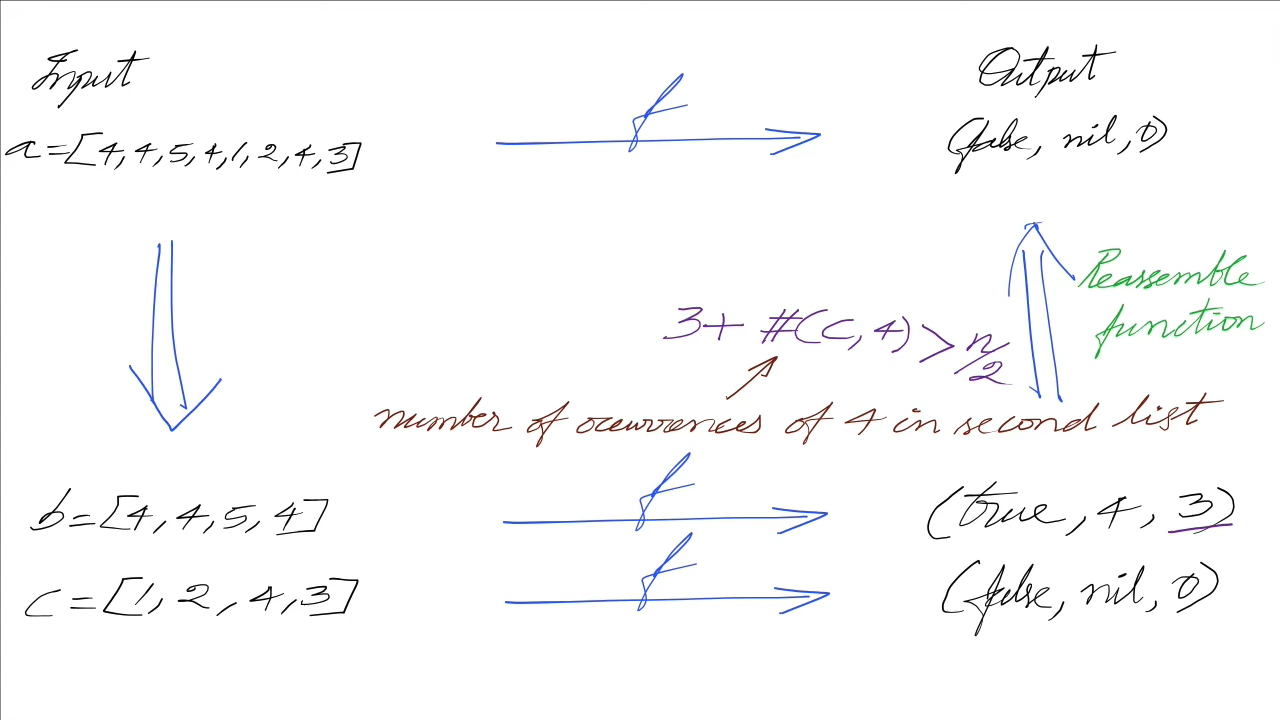 Input
Output
a=[4,4,5,4,1,2,4,3]
f
(false, nil, 0)
Reassemble
function
3+ #(C,4) > n/2
number of ocurrences of 4 in second list
b=[4,4,5,4]
f
(true, 4, 3)
c=[1,2,4,3]
f
(false, nil, 0)